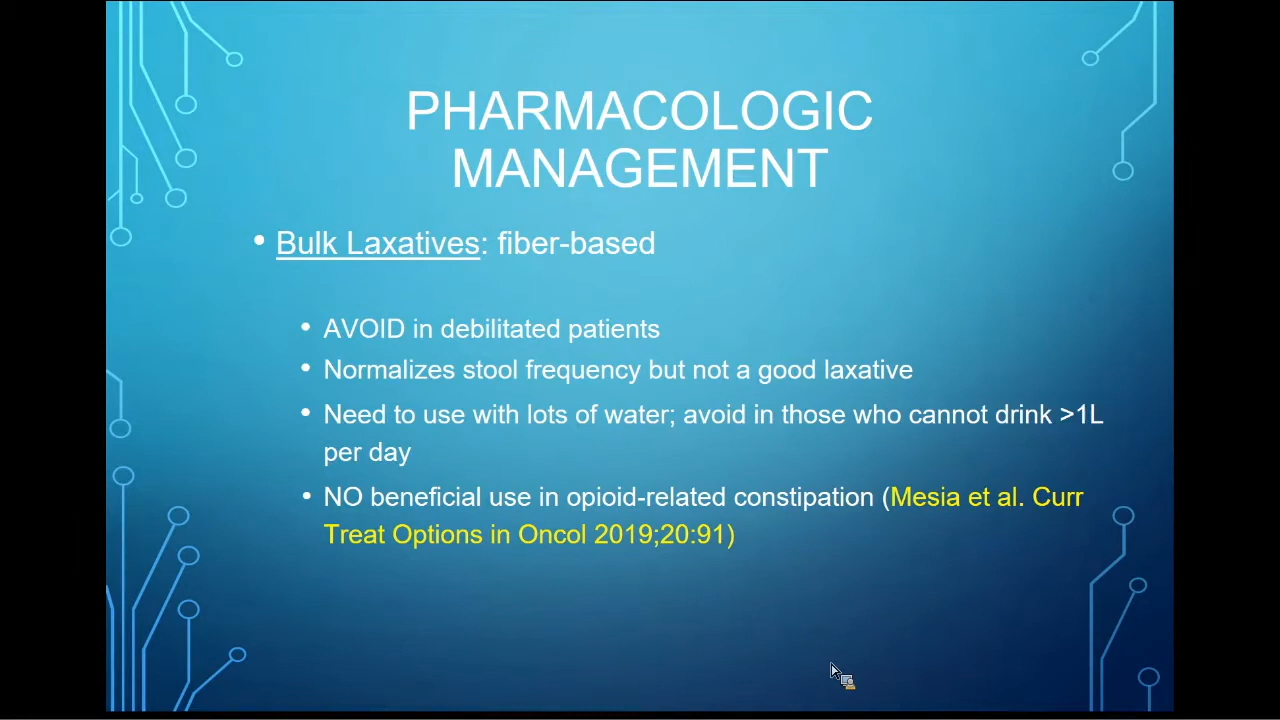 PHARMACOLOGIC
MANAGEMENT
• Bulk Laxatives: fiber-based
• AVOID in debilitated patients
• Normalizes stool frequency but not a good laxative
• Need to use with lots of water; avoid in those who cannot drink >1L
per day
• NO beneficial use in opioid-related constipation (Mesia et al. Curr
Treat Options in Oncol 2019;20:91)